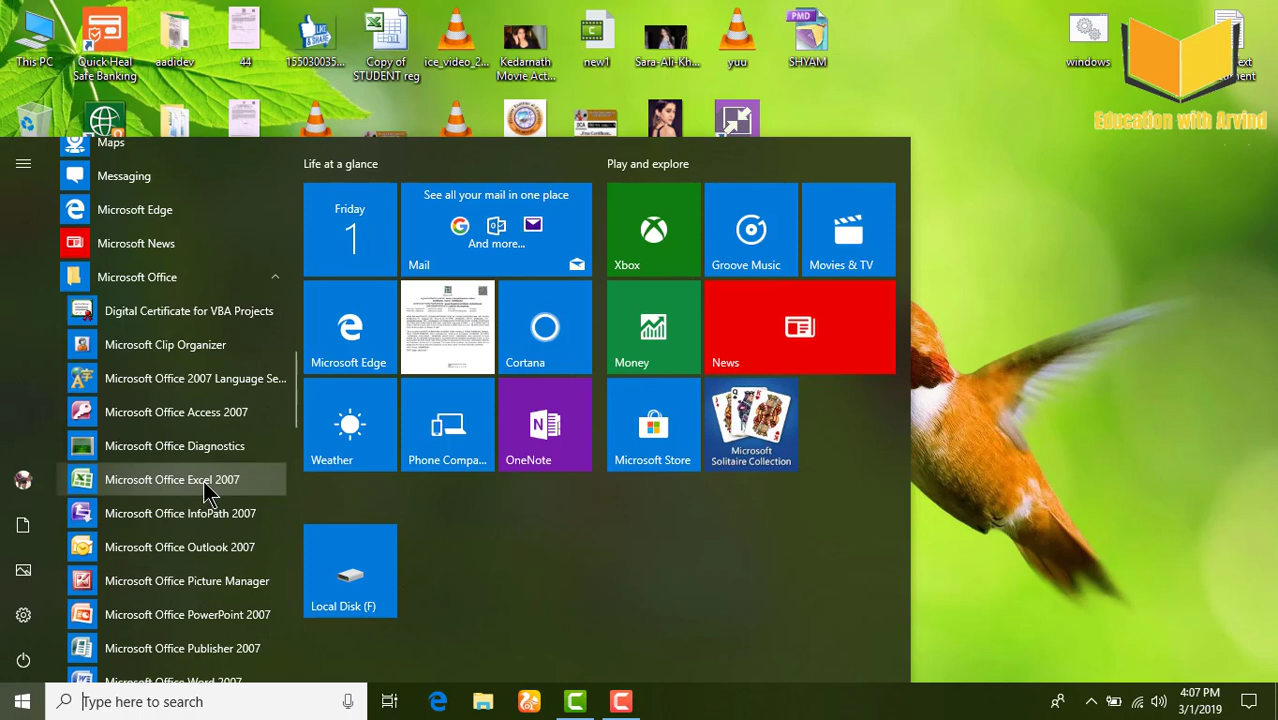 This PC
Quick Heal
Safe Banking
aadidev
44
155030035...
Copy of
STUDENT reg
ice_video_2...
Kedarnath
Movie Act...
new1
Sara-Ali-Kh...
yuu
PMD
SHYAM
windows
Education with Arvind
Maps
Messaging
Microsoft Edge
Microsoft News
Microsoft Office
Digital Certificate for VBA Projects
Microsoft Clip Organizer
Microsoft Office 2007 Language Se...
Microsoft Office Access 2007
Microsoft Office Diagnostics
Microsoft Office Excel 2007
Microsoft Office InfoPath 2007
Microsoft Office Outlook 2007
Microsoft Office Picture Manager
Microsoft Office PowerPoint 2007
Microsoft Office Publisher 2007
Microsoft Office Word 2007
Life at a glance
Friday
1
See all your mail in one place
And more...
Mail
Microsoft Edge
Cortana
Weather
Phone Compa...
OneNote
Local Disk (F)
Play and explore
Xbox
Groove Music
Movies & TV
Money
News
Microsoft Store
Microsoft
Solitaire Collection
Type here to search
4:07 PM
3/1/2019